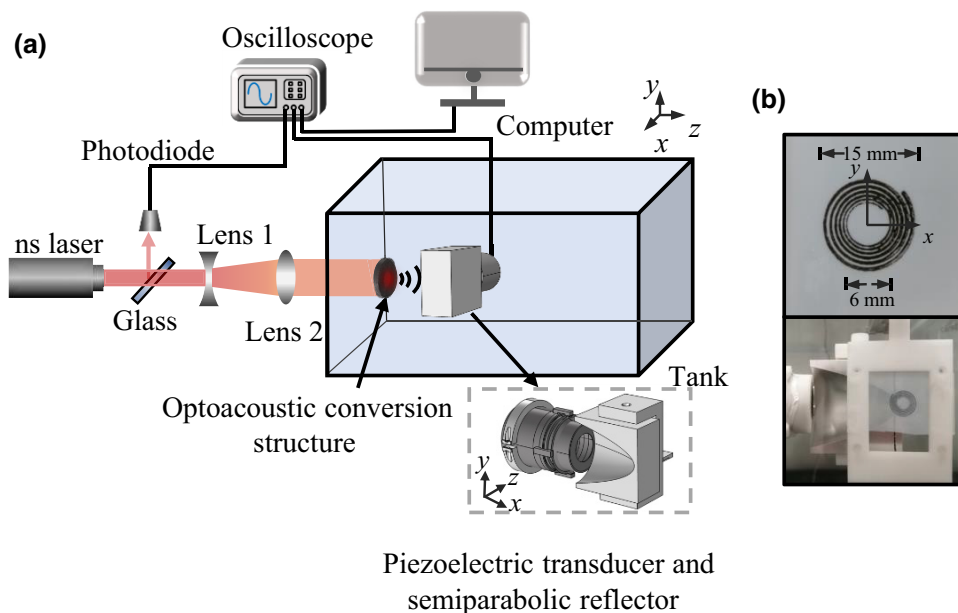 (a)
Oscilloscope
Computer
y
z
x
Photodiode
ns laser
Lens 1
Glass
Lens 2
Tank
Optoacoustic conversion
structure
y
z
x
Piezoelectric transducer and
semiparabolic reflector
(b)
15 mm
y
x
6 mm